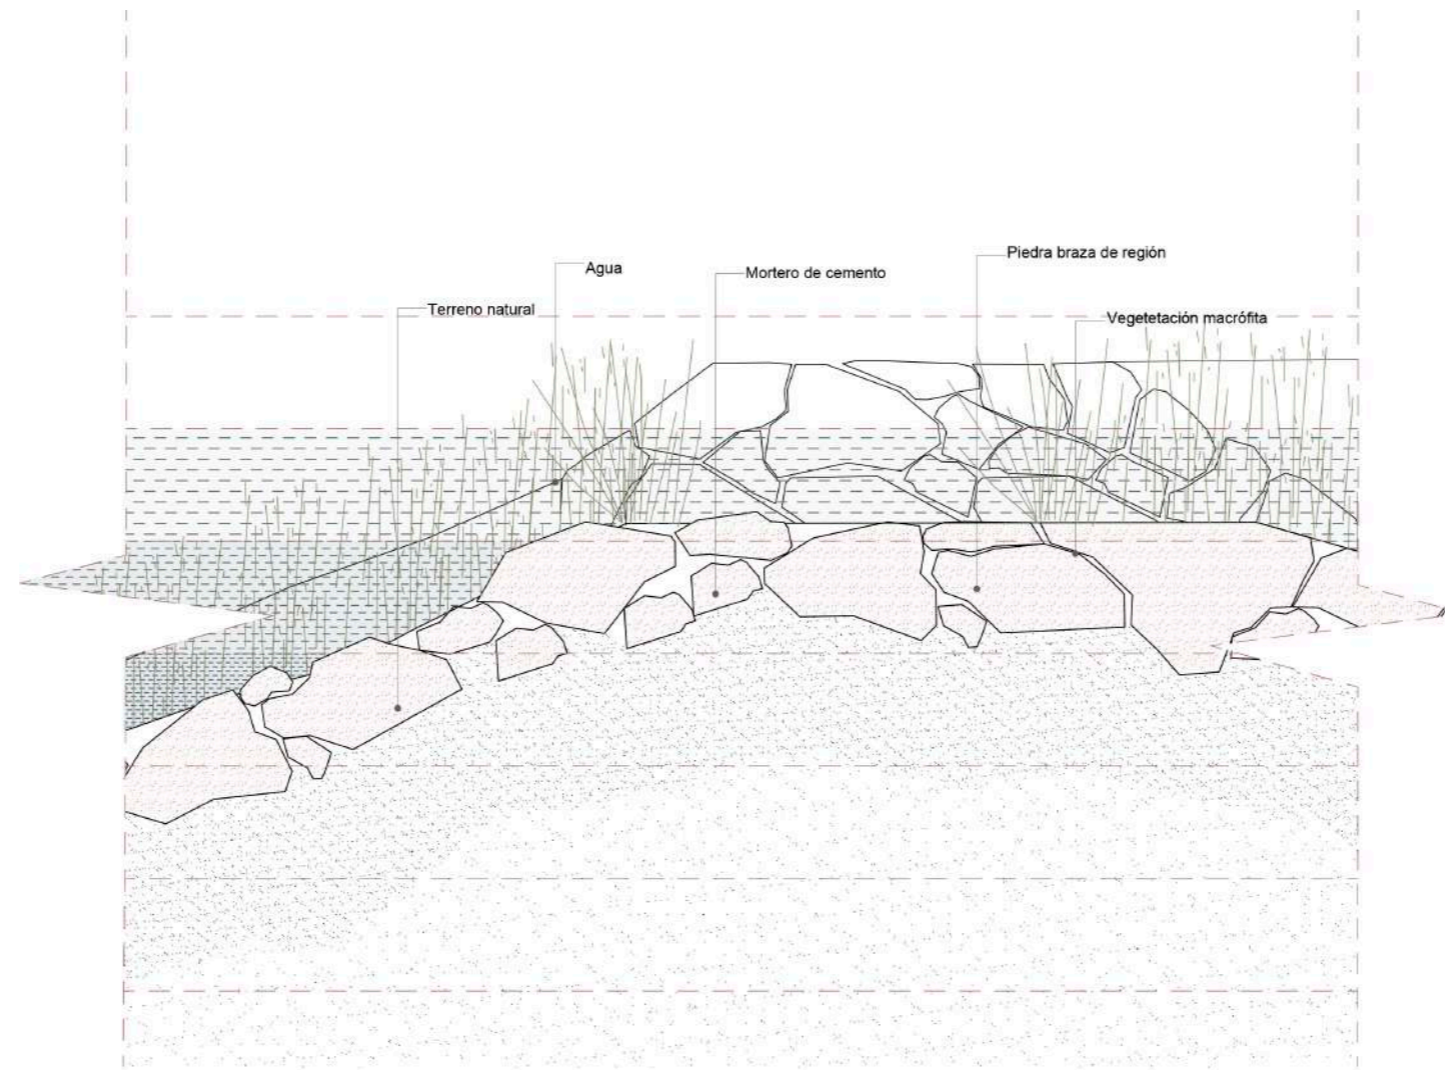 Piedra braza de región
Agua
Mortero de cemento
Terreno natural
Vegetetación macrófita